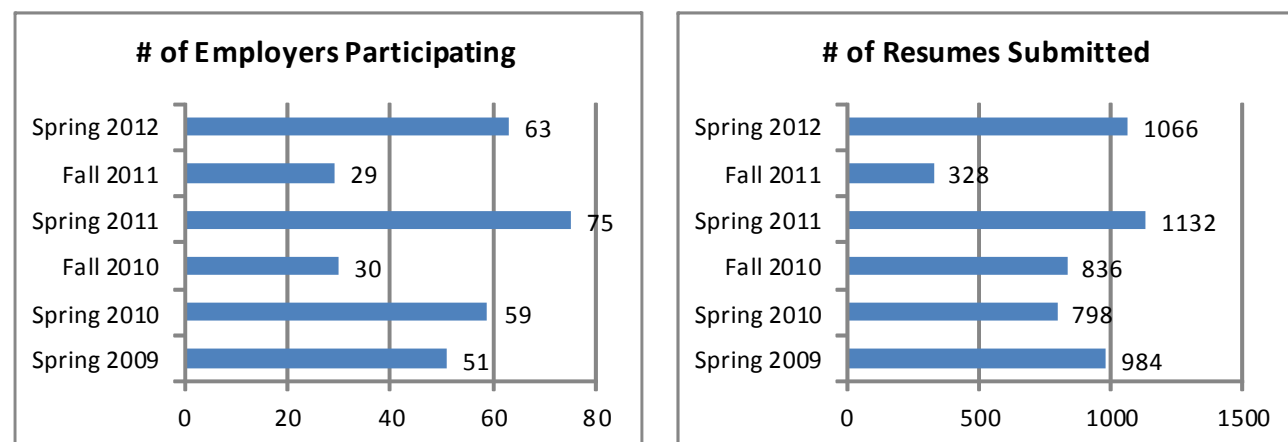 # of Employers Participating
Spring 2012 63
Fall 2011 29
Spring 2011 75
Fall 2010 30
Spring 2010 59
Spring 2009 51
0 20 40 60 80
# of Resumes Submitted
Spring 2012 1066
Fall 2011 328
Spring 2011 1132
Fall 2010 836
Spring 2010 798
Spring 2009 984
0 500 1000 1500